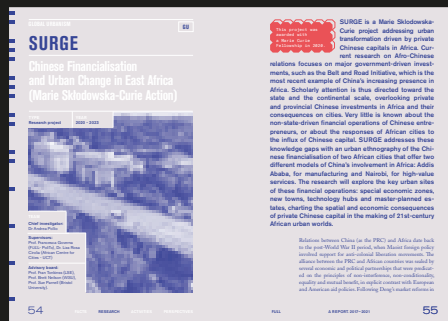 SURGE
Chinese Financialisation
and Urban Change in East Africa
(Marie Skłodowska-Curie Action)
Research project
2020 - 2023
Chief investigator
Supervisors:
Advisory board:
54
RESEARCH
This project was
awarded with
a Marie Curie
Fellowship in 2020.
SURGE is a Marie Sklodowska-
Curie project addressing urban
transformation driven by private
Chinese capitals in Africa. Cur-
rent research on Afro-Chinese
relations focuses on major government-driven invest-
ments, such as the Belt and Road Initiative, which is the
most recent example of China's increasing presence in
Africa. Scholarly attention is thus directed toward the
state and the continental scale, overlooking private
and provincial Chinese investments in Africa and their
consequences on cities. Very little is known about the
non-state-driven financial operations of Chinese entre-
preneurs, or about the responses of African cities to
the influx of Chinese capital. SURGE addresses these
knowledge gaps with an urban ethnography of the Chi-
nese financialisation of two African cities that offer two
different models of China's involvement in Africa: Addis
Ababa, for manufacturing and Nairobi, for high-value
services. The research will explore the key urban sites
of these financial operations: special economic zones,
new towns, technology hubs and master-planned es-
tates, charting the spatial and economic consequences
of private Chinese capital in the making of 21st-century
African urban worlds.
Relations between China (as the PRC) and Africa date back
to the post-World War II period, when Maoist foreign policy
involved support for anti-colonial liberation movements. The
alliance between the PRC and African countries was ruled by
several economic and political partnerships that were predicat-
ed on the principles of non-interference, non-conditionality,
equality and mutual benefit, in explicit contrast with European
and American aid policies. Following Deng's market reforms in
FULL
A REPORT. 2017—2021
55